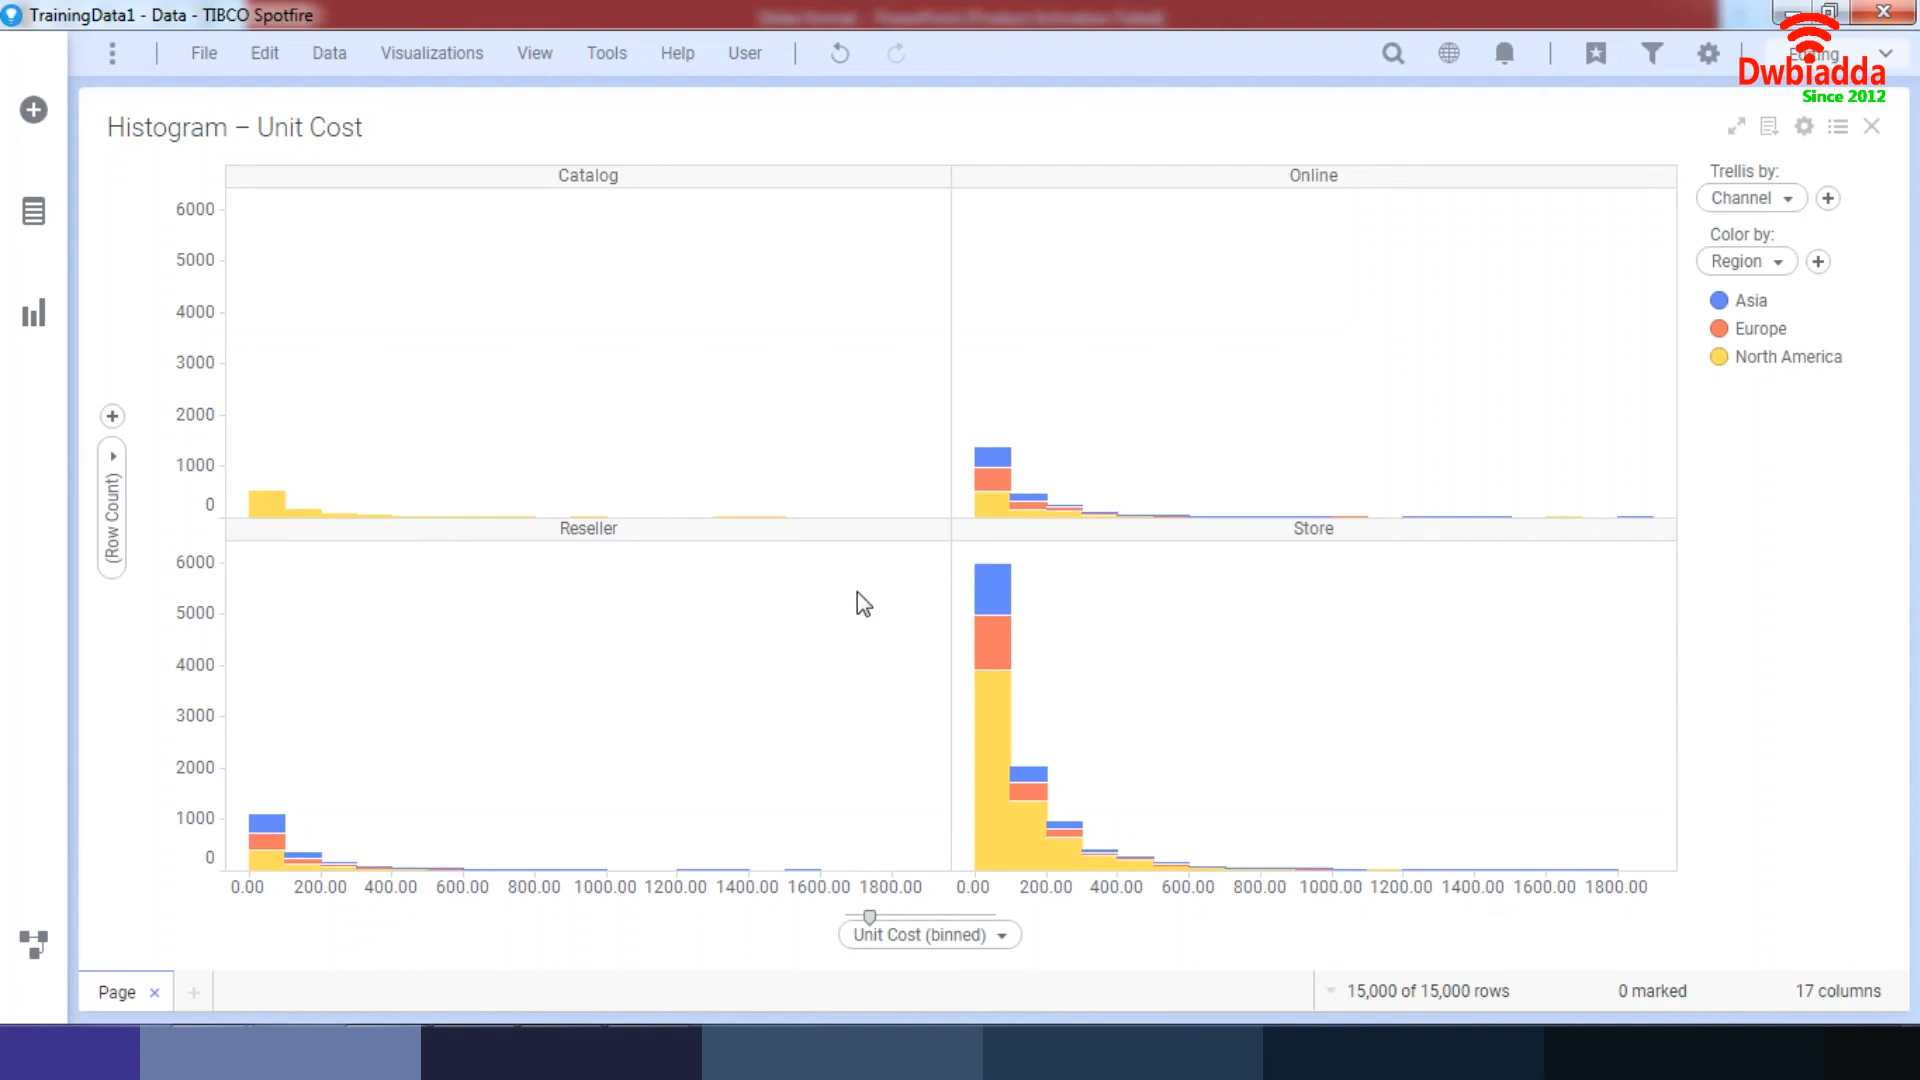 TrainingData1 - Data - TIBCO Spotfire
File Edit Data Visualizations View Tools Help User
Dwbiadda
Since 2012
Histogram – Unit Cost
Catalog Online
6000
5000
4000
3000
2000
1000
0
Reseller Store
6000
5000
4000
3000
2000
1000
0
0.00 200.00 400.00 600.00 800.00 1000.00 1200.00 1400.00 1600.00 1800.00 0.00 200.00 400.00 600.00 800.00 1000.00 1200.00 1400.00 1600.00 1800.00
(Row Count)
Unit Cost (binned)
Trellis by:
Channel
Color by:
Region
Asia
Europe
North America
Page
15,000 of 15,000 rows 0 marked 17 columns